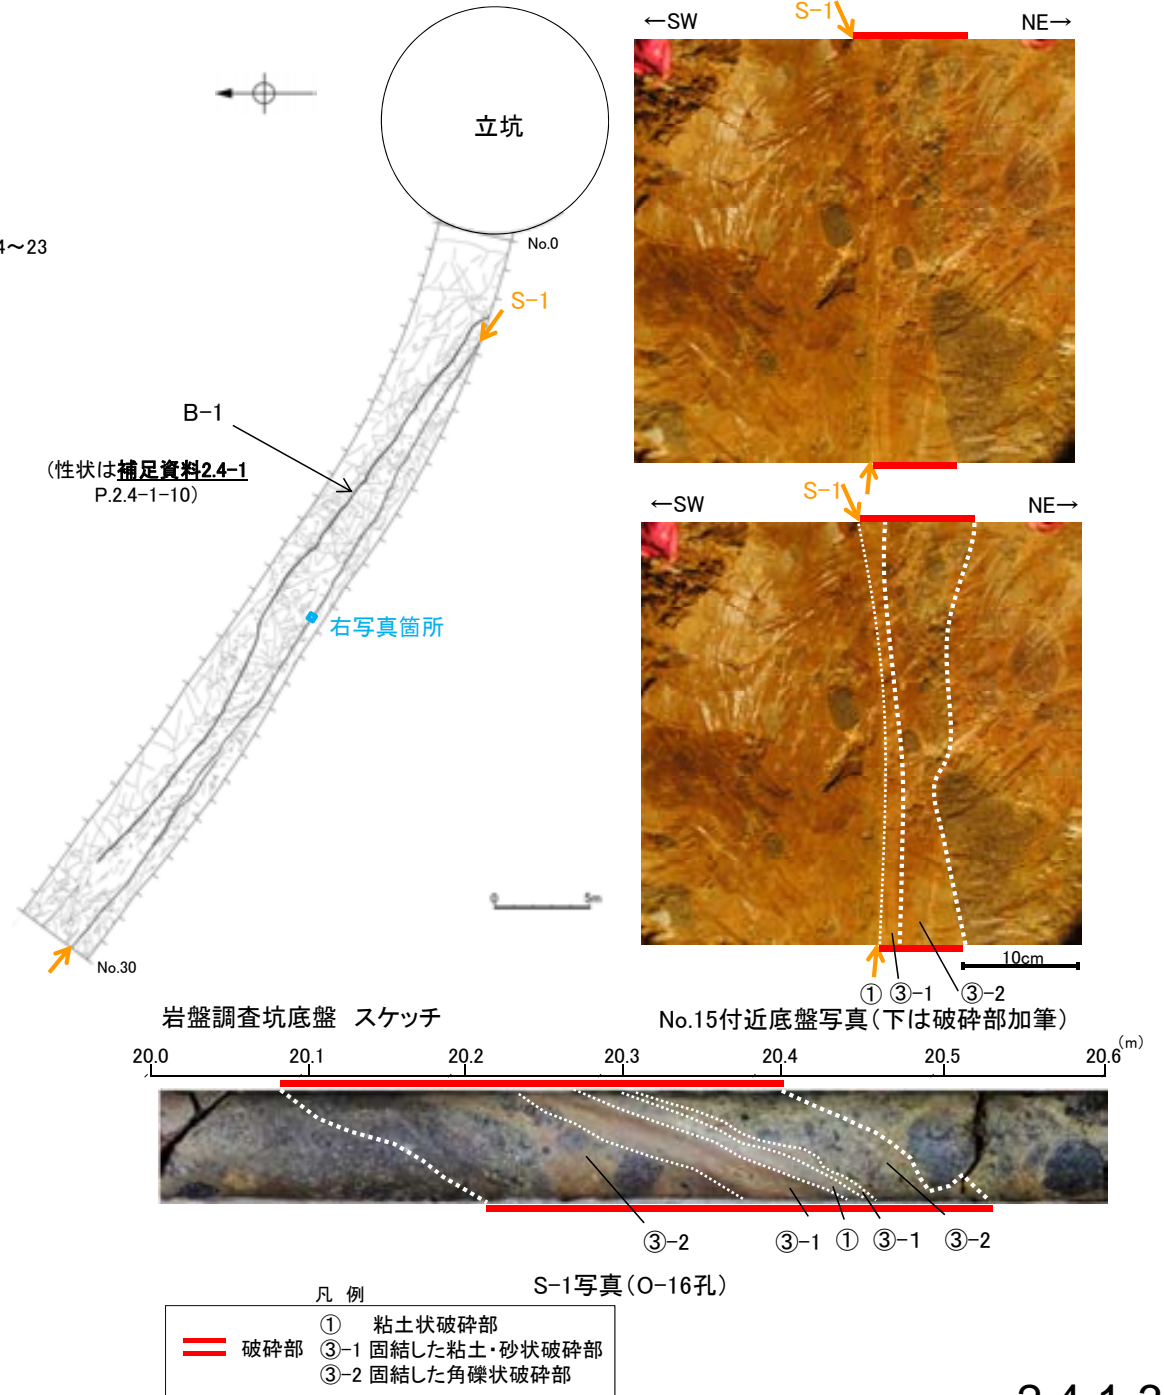 S-1
←SW
NE→
立坑
4～23
No.0
S-1
B-1
(性状は補足資料2.4-1
P.2.4-1-10)
S-1
←SW
NE→
右写真箇所
0 5m
No.30
10cm
① ③-1 ③-2
岩盤調査坑底盤 スケッチ
No.15付近底盤写真(下は破砕部加筆)
20.0 20.1 20.2 20.3 20.4 20.5 20.6 (m)
③-2 ③-1 ① ③-1 ③-2
S-1写真(O-16孔)
凡 例
破砕部
① 粘土状破砕部
③-1 固結した粘土・砂状破砕部
③-2 固結した角礫状破砕部